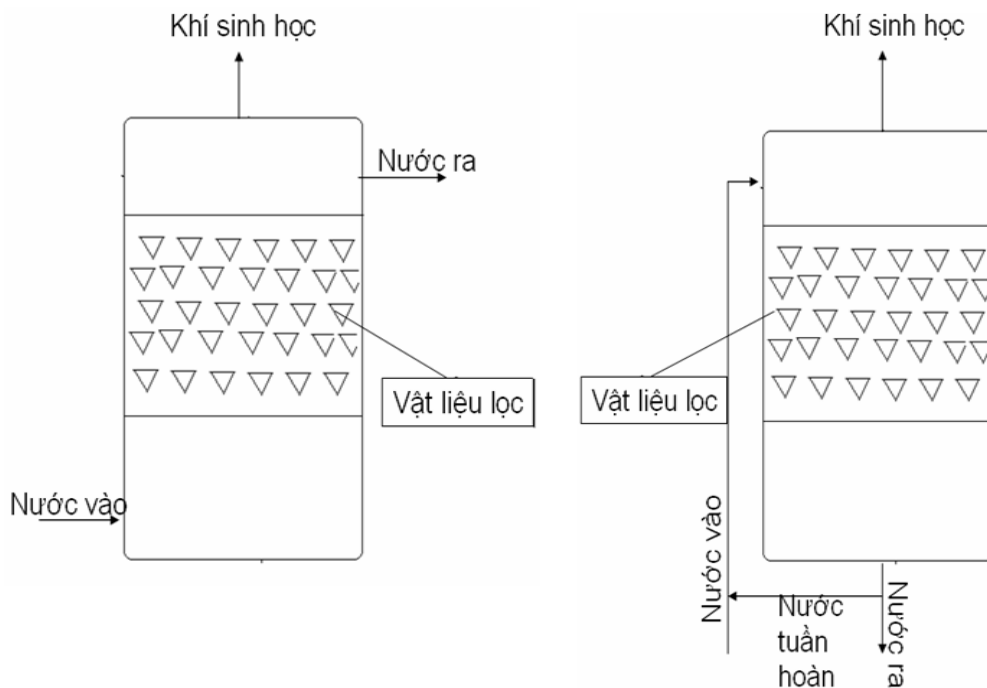 Khí sinh học
Nước ra
Vật liệu lọc
Nước vào
Khí sinh học
Vật liệu lọc
Nước vào
Nước
tuần
hoàn
Nước ra